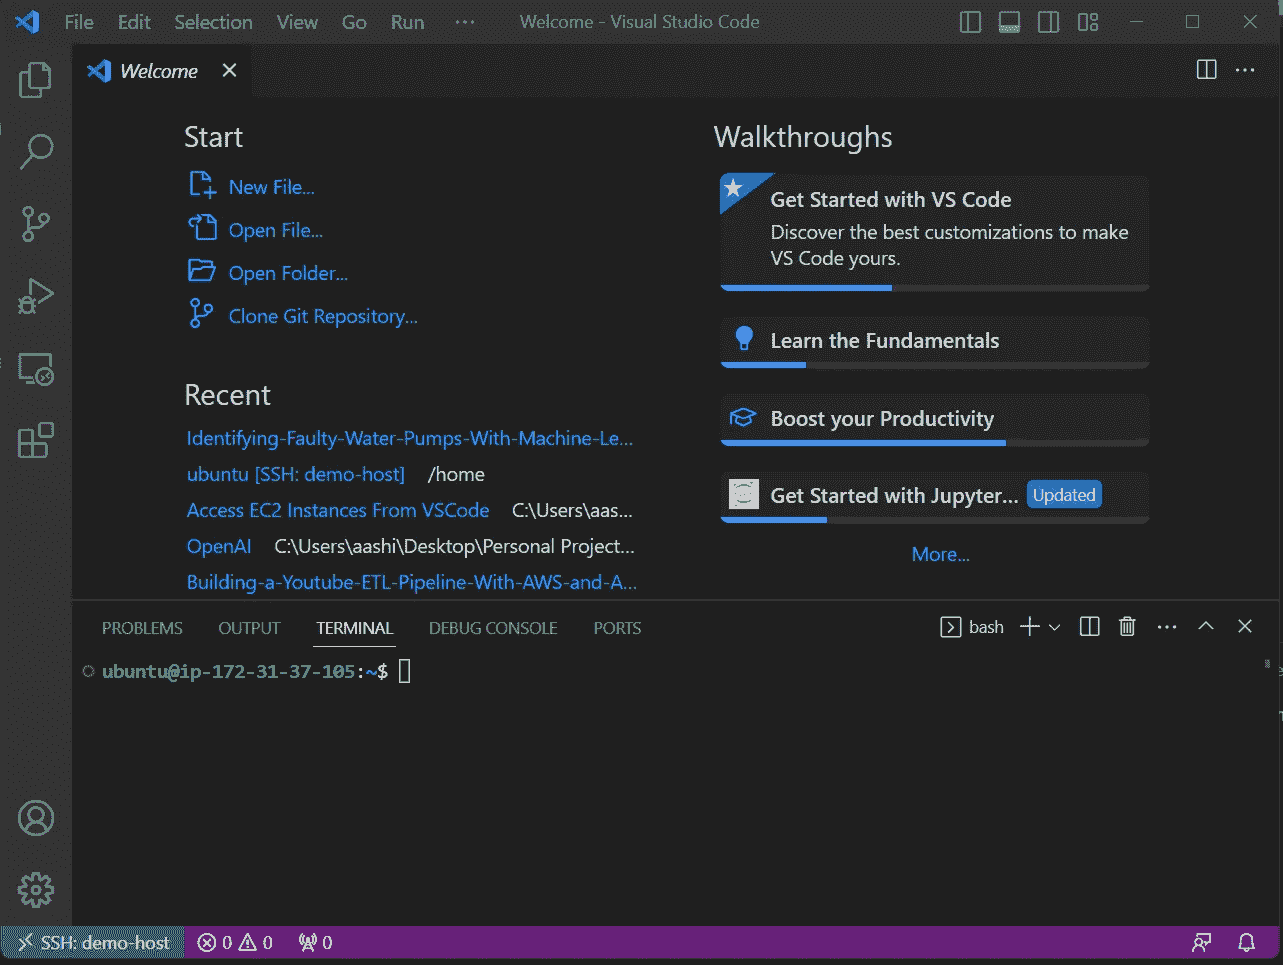 File Edit Selection View Go Run ··· Welcome - Visual Studio Code
Welcome
Start
New File...
Open File...
Open Folder...
Clone Git Repository...
Recent
Identifying-Faulty-Water-Pumps-With-Machine-Le...
ubuntu [SSH: demo-host] /home
Access EC2 Instances From VSCode C:\Users\aas...
OpenAI C:\Users\aashi\Desktop\Personal Project...
Building-a-Youtube-ETL-Pipeline-With-AWS-and-A...
Walkthroughs
Get Started with VS Code
Discover the best customizations to make
VS Code yours.
Learn the Fundamentals
Boost your Productivity
Get Started with Jupyter... Updated
More...
PROBLEMS OUTPUT TERMINAL DEBUG CONSOLE PORTS bash
ubuntu@ip-172-31-37-105:~$
SSH: demo-host 0 0 0